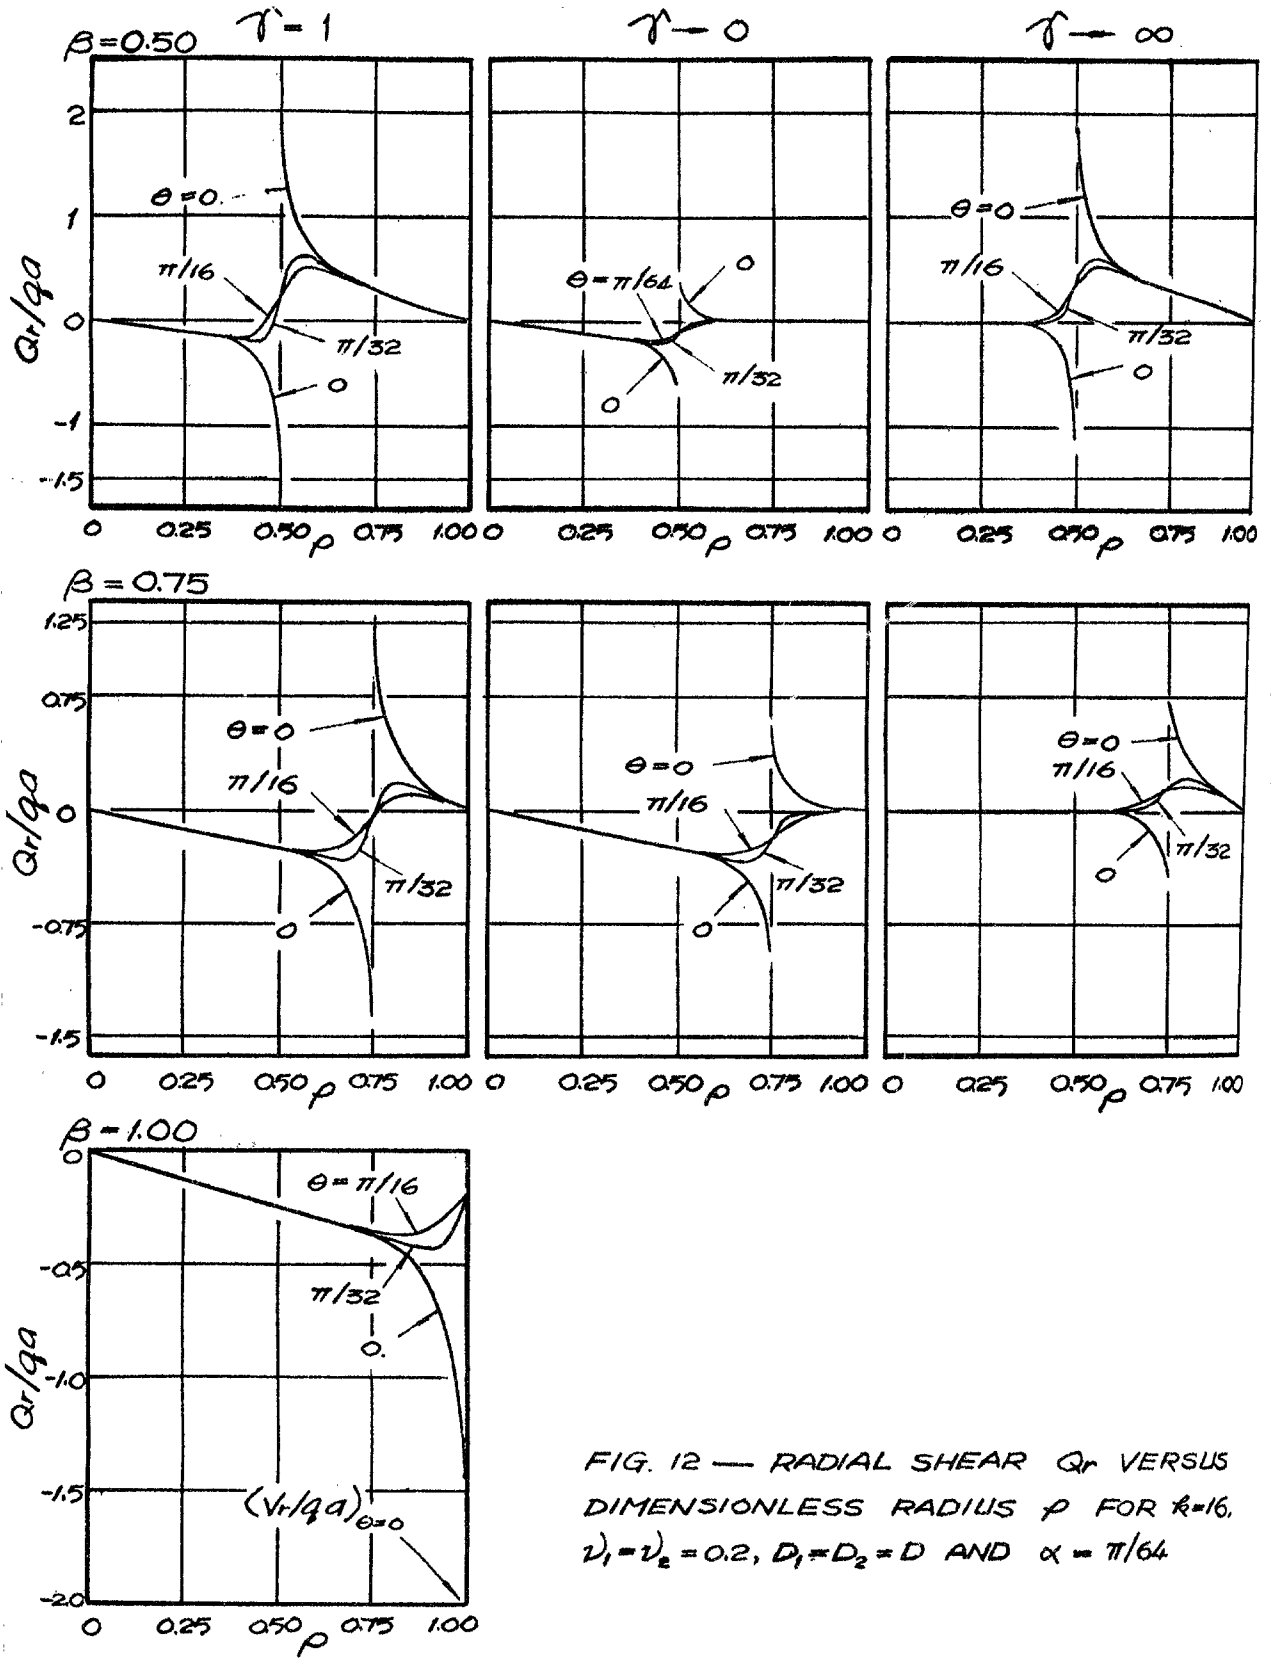 γ = 1
γ → 0
γ → ∞
β = 0.50
2
1
0
-1
-1.5
Qr/qa
θ = 0
π/16
π/32
0
θ = π/64
0
π/32
0
θ = 0
π/16
π/32
0
0 0.25 0.50 ρ 0.75 1.00
0 0.25 0.50 ρ 0.75 1.00
0 0.25 0.50 ρ 0.75 1.00
β = 0.75
1.25
0.75
0
-0.75
-1.5
Qr/qa
θ = 0
π/16
π/32
0
θ = 0
π/16
π/32
0
θ = 0
π/16
π/32
0
0 0.25 0.50 ρ 0.75 1.00
0 0.25 0.50 ρ 0.75 1.00
0 0.25 0.50 ρ 0.75 1.00
β = 1.00
0
-0.5
-1.0
-1.5
-2.0
Qr/qa
θ = π/16
π/32
0.
(Vr/qa)θ=0
0 0.25 0.50 ρ 0.75 1.00
FIG. 12 — RADIAL SHEAR Qr VERSUS
DIMENSIONLESS RADIUS ρ FOR k=16,
ν₁ = ν₂ = 0.2, D₁ = D₂ = D AND α = π/64